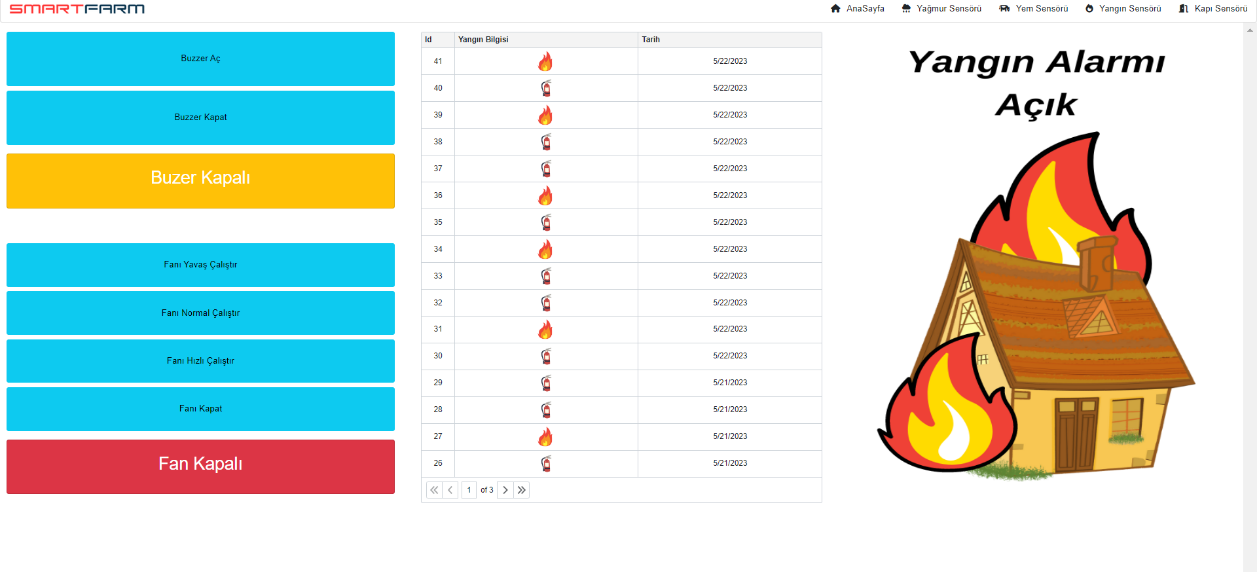 SMARTFARM
AnaSayfa Yağmur Sensörü Yem Sensörü Yangın Sensörü Kapı Sensörü
Buzzer Aç
Buzzer Kapat
Buzer Kapalı
Fanı Yavaş Çalıştır
Fanı Normal Çalıştır
Fanı Hızlı Çalıştır
Fanı Kapat
Fan Kapalı
Id Yangın Bilgisi Tarih
41 5/22/2023
40 5/22/2023
39 5/22/2023
38 5/22/2023
37 5/22/2023
36 5/22/2023
35 5/22/2023
34 5/22/2023
33 5/22/2023
32 5/22/2023
31 5/22/2023
30 5/22/2023
29 5/21/2023
28 5/21/2023
27 5/21/2023
26 5/21/2023
1 of 3
Yangın Alarmı
Açık